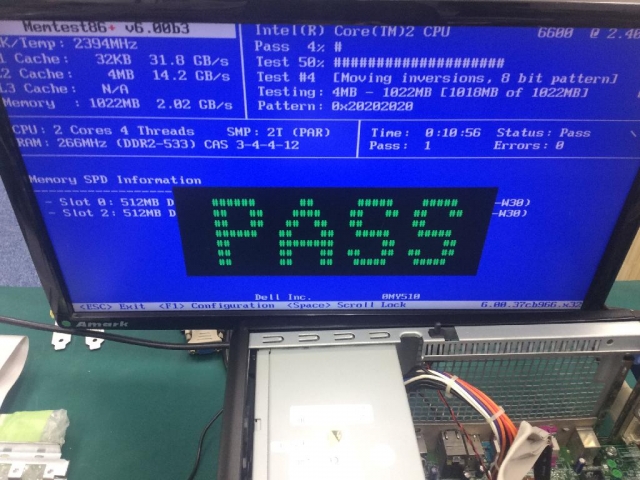 Memtest86+ v6.00b3
Intel(R) Core(TM)2 CPU 6600 @ 2.40
K/Temp: 2394MHz
Pass 4% #
1 Cache: 32KB 31.8 GB/s
Test 50% ####################
2 Cache: 4MB 14.2 GB/s
Test #4 [Moving inversions, 8 bit pattern]
L3 Cache: N/A
Testing: 4MB - 1022MB [1018MB of 1022MB]
Memory : 1022MB 2.02 GB/s
Pattern: 0x20202020
CPU: 2 Cores 4 Threads SMP: 2T (PAR)
Time: 0:10:56 Status: Pass
RAM: 266MHz (DDR2-533) CAS 3-4-4-12
Pass: 1 Errors: 0
Memory SPD Information
- Slot 0: 512MB D -W30)
- Slot 2: 512MB D -W30)
PASS
Dell Inc. 0MY510
<ESC> Exit <F1> Configuration <Space> Scroll Lock 6.00.37cb966.x32
Amark